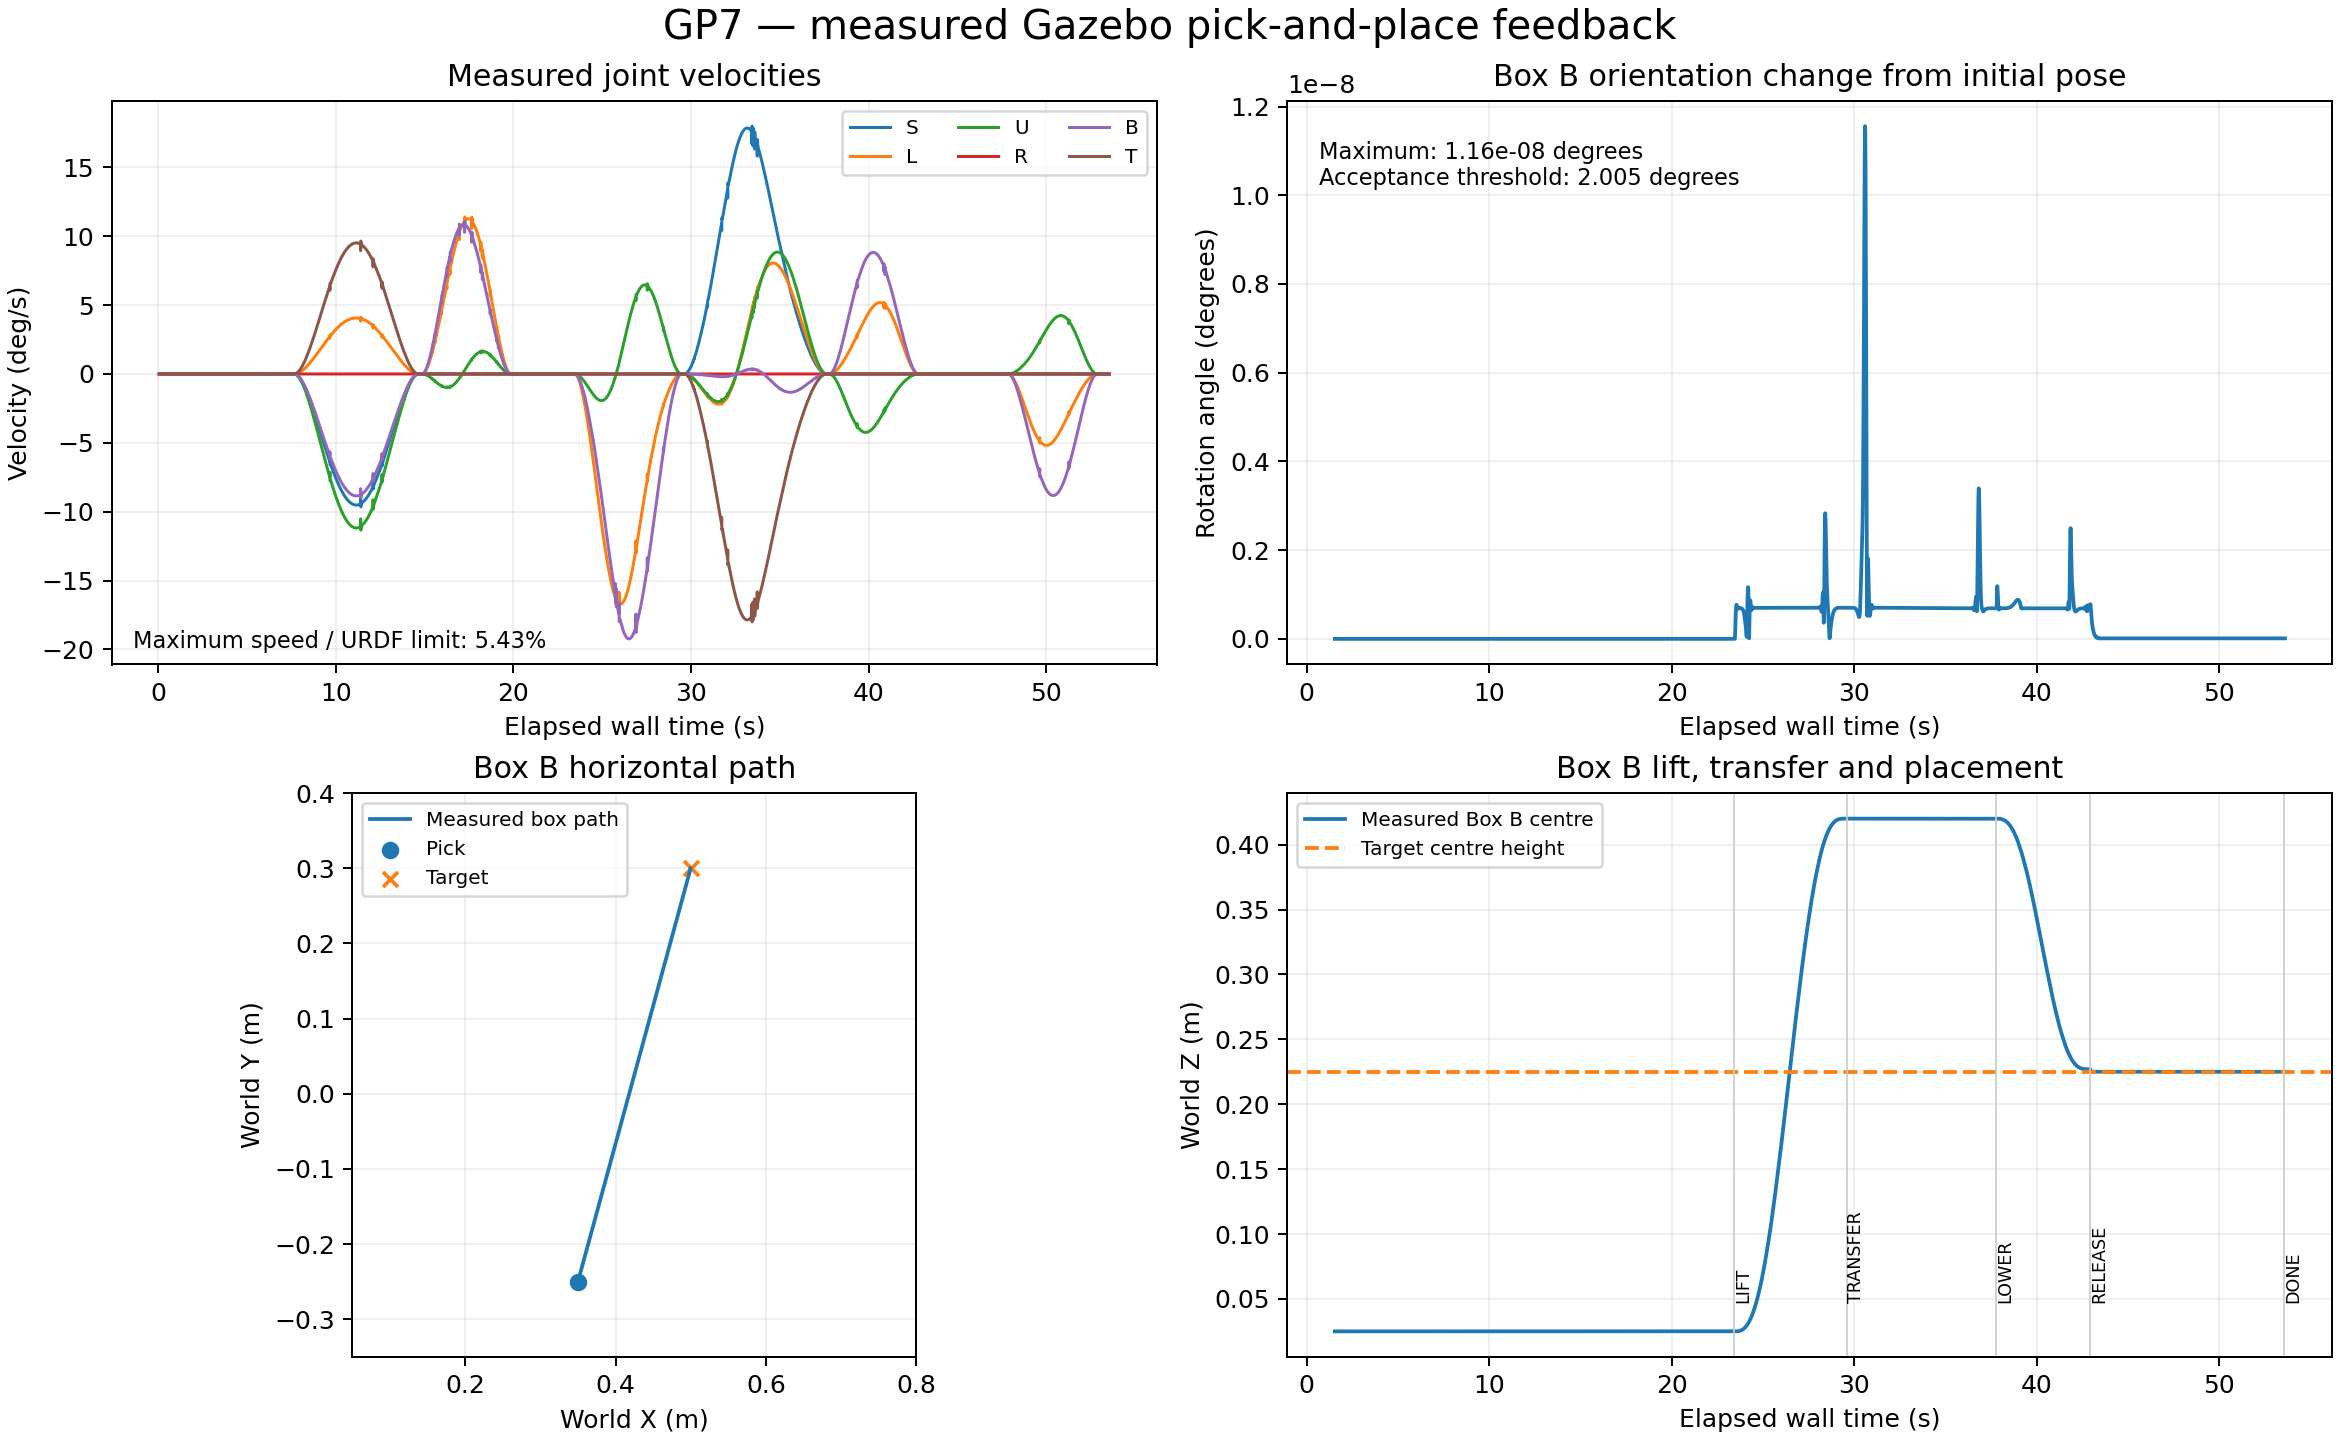 GP7 — measured Gazebo pick-and-place feedback
Measured joint velocities
S
U
B
L
R
T
15
10
5
0
−5
−10
−15
−20
Velocity (deg/s)
Maximum speed / URDF limit: 5.43%
0
10
20
30
40
50
Elapsed wall time (s)
Box B orientation change from initial pose
1e−8
Maximum: 1.16e-08 degrees
Acceptance threshold: 2.005 degrees
1.2
1.0
0.8
0.6
0.4
0.2
0.0
Rotation angle (degrees)
0
10
20
30
40
50
Elapsed wall time (s)
Box B horizontal path
Measured box path
Pick
Target
0.4
0.3
0.2
0.1
0.0
−0.1
−0.2
−0.3
World Y (m)
0.2
0.4
0.6
0.8
World X (m)
Box B lift, transfer and placement
Measured Box B centre
Target centre height
0.40
0.35
0.30
0.25
0.20
0.15
0.10
0.05
World Z (m)
LIFT
TRANSFER
LOWER
RELEASE
DONE
0
10
20
30
40
50
Elapsed wall time (s)